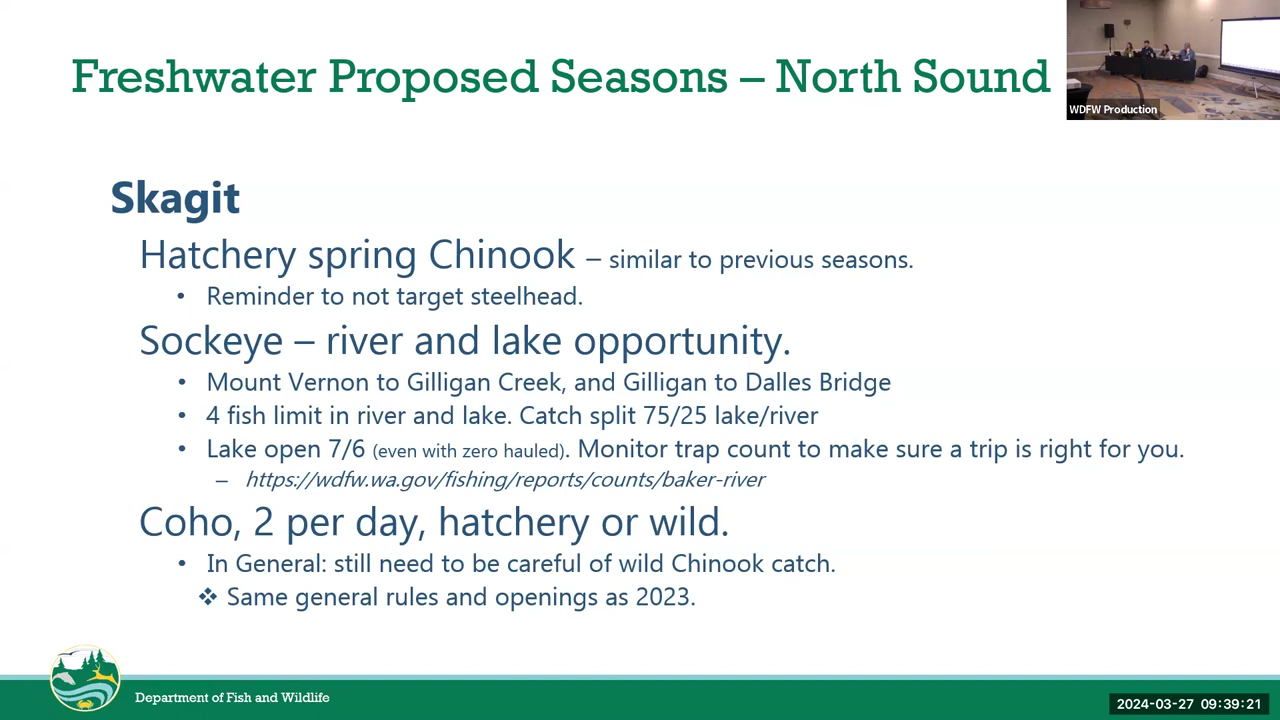 Freshwater Proposed Seasons – North Sound
WDFW Production
Skagit
Hatchery spring Chinook – similar to previous seasons.
• Reminder to not target steelhead.
Sockeye – river and lake opportunity.
• Mount Vernon to Gilligan Creek, and Gilligan to Dalles Bridge
• 4 fish limit in river and lake. Catch split 75/25 lake/river
• Lake open 7/6 (even with zero hauled). Monitor trap count to make sure a trip is right for you.
– https://wdfw.wa.gov/fishing/reports/counts/baker-river
Coho, 2 per day, hatchery or wild.
• In General: still need to be careful of wild Chinook catch.
❖ Same general rules and openings as 2023.
Department of Fish and Wildlife
2024-03-27 09:39:21